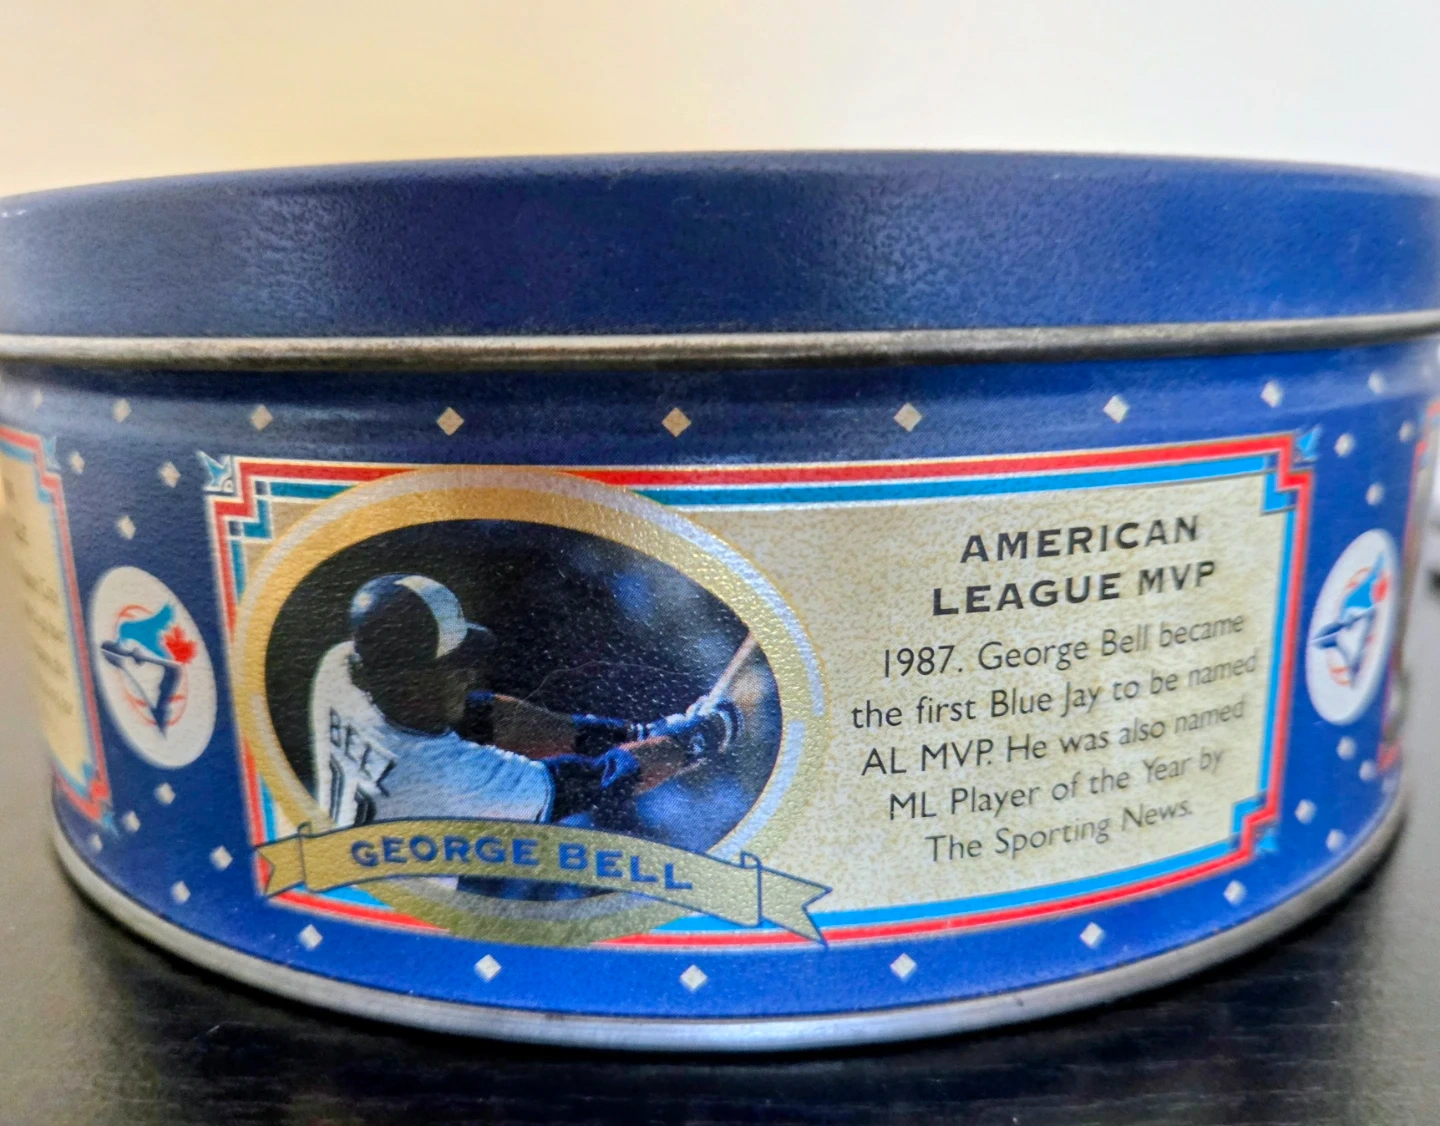 AMERICAN
LEAGUE MVP
1987. George Bell became
the first Blue Jay to be named
AL MVP. He was also named
ML Player of the Year by
The Sporting News.
BELL
11
GEORGE BELL